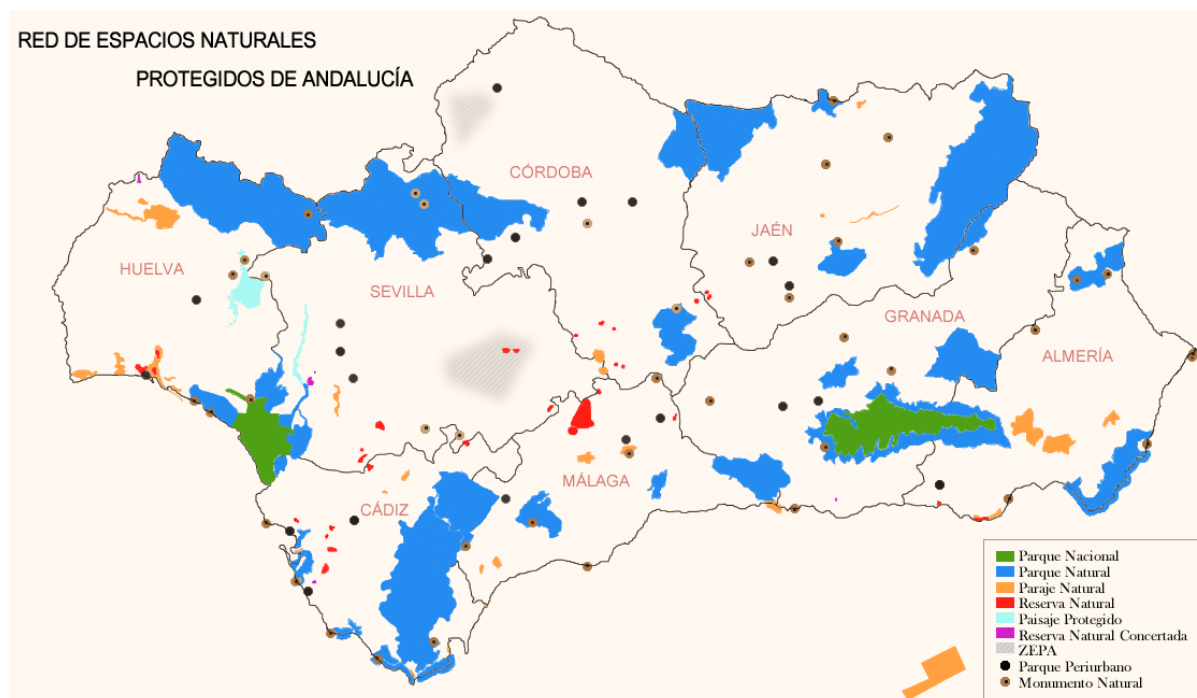 RED DE ESPACIOS NATURALES
PROTEGIDOS DE ANDALUCÍA
CÓRDOBA
JAÉN
HUELVA
SEVILLA
GRANADA
ALMERÍA
MÁLAGA
CÁDIZ
Parque Nacional
Parque Natural
Paraje Natural
Reserva Natural
Paisaje Protegido
Reserva Natural Concertada
ZEPA
Parque Periurbano
Monumento Natural